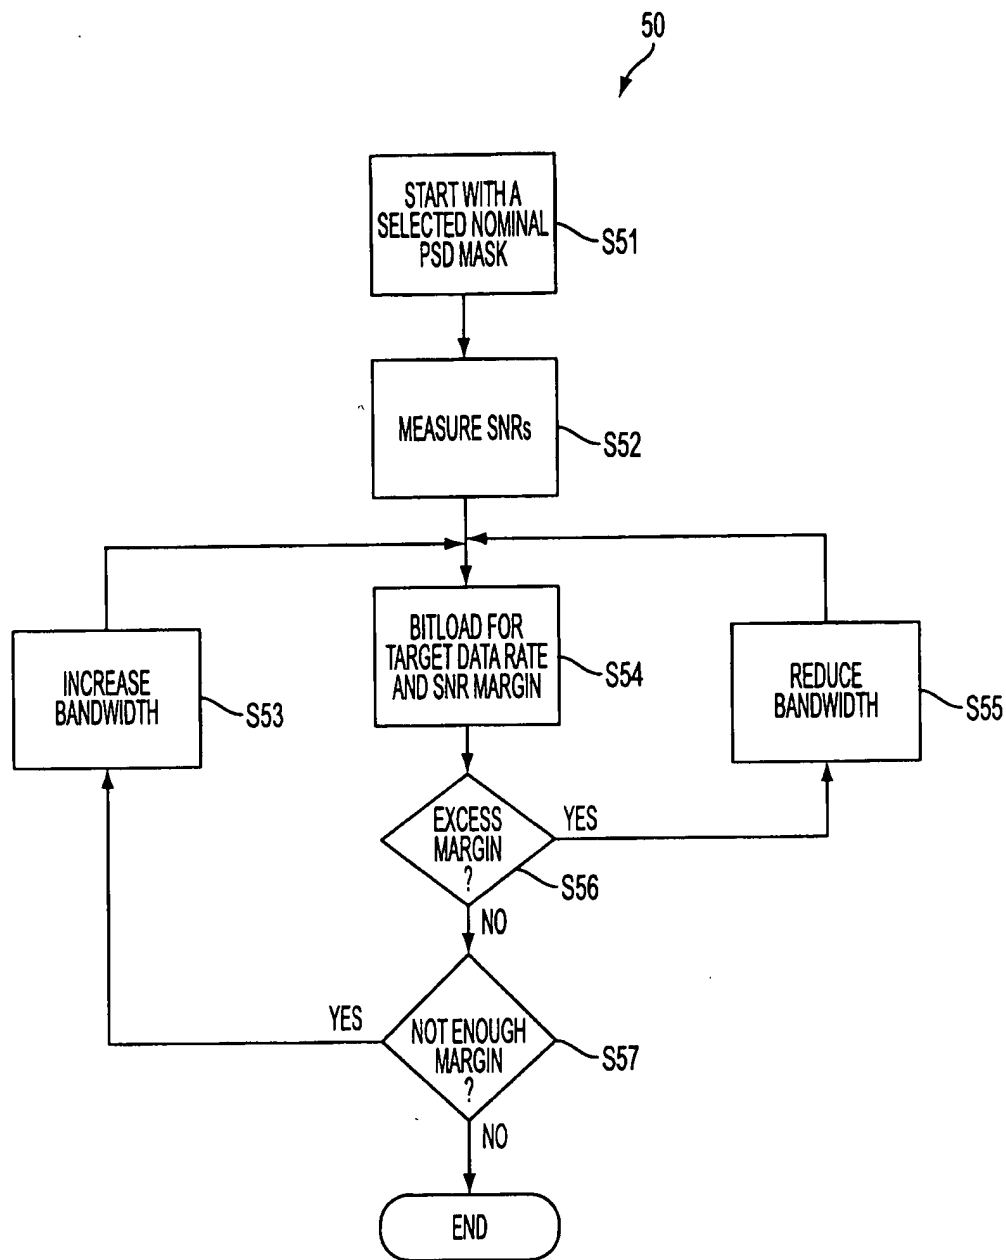 50
START WITH A
SELECTED NOMINAL
PSD MASK
S51
MEASURE SNRs
S52
BITLOAD FOR
TARGET DATA RATE
AND SNR MARGIN
S54
INCREASE
BANDWIDTH
S53
REDUCE
BANDWIDTH
S55
EXCESS
MARGIN
?
YES
S56
NO
YES
NOT ENOUGH
MARGIN
?
S57
NO
END